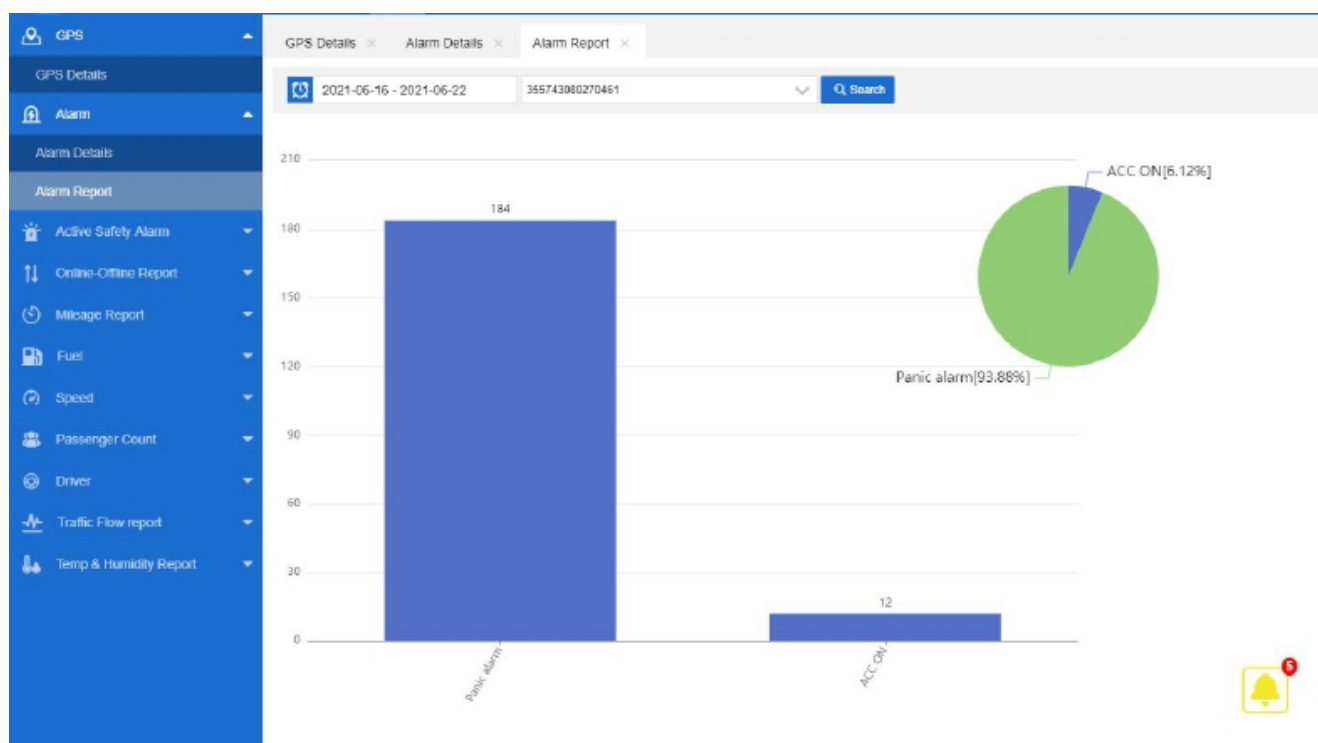 GPS
GPS Details
Alarm
Alarm Details
Alarm Report
Active Safety Alarm
Online-Offline Report
Mileage Report
Fuel
Speed
Passenger Count
Driver
Traffic Flow report
Temp & Humidity Report
GPS Details × Alarm Details × Alarm Report ×
2021-06-16 - 2021-06-22 355743080270461 Search
210
180
150
120
90
60
30
0
184
12
Panic alarm
ACC ON
ACC ON[6.12%]
Panic alarm[93.88%]
5